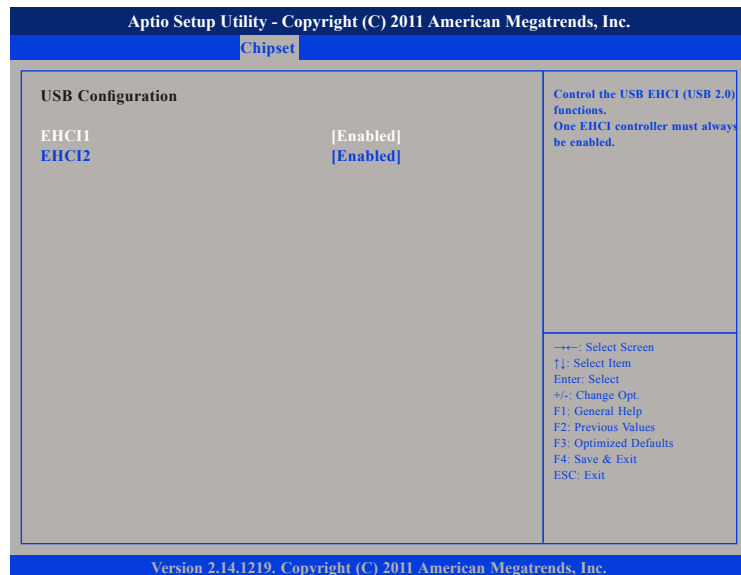 Aptio Setup Utility - Copyright (C) 2011 American Megatrends, Inc.
Chipset
USB Configuration
EHCI1 [Enabled]
EHCI2 [Enabled]
Control the USB EHCI (USB 2.0)
functions.
One EHCI controller must always
be enabled.
→←: Select Screen
↑↓: Select Item
Enter: Select
+/-: Change Opt.
F1: General Help
F2: Previous Values
F3: Optimized Defaults
F4: Save & Exit
ESC: Exit
Version 2.14.1219. Copyright (C) 2011 American Megatrends, Inc.